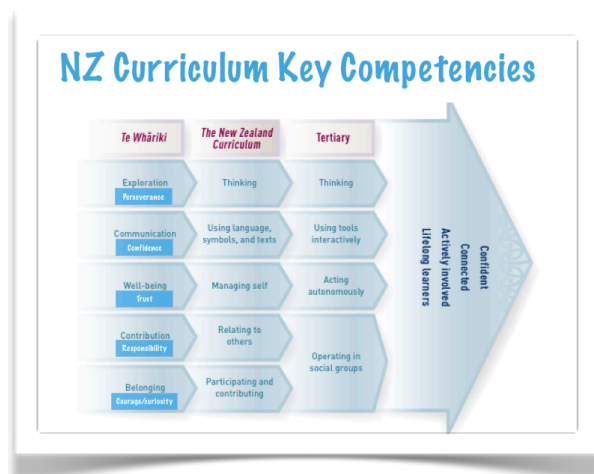 NZ Curriculum Key Competencies
Te Whāriki
The New Zealand
Curriculum
Tertiary
Exploration
Perseverance
Thinking
Thinking
Communication
Confidence
Using language,
symbols, and texts
Using tools
interactively
Well-being
Trust
Managing self
Acting
autonomously
Contribution
Responsibility
Relating to
others
Operating in
social groups
Belonging
Courage/curiosity
Participating and
contributing
Confident
Connected
Actively involved
Lifelong learners